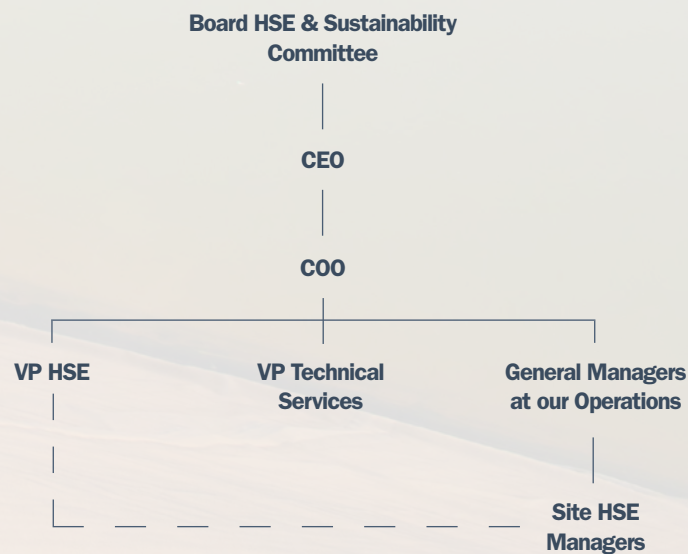 Board HSE & Sustainability
Committee
CEO
COO
VP HSE
VP Technical
Services
General Managers
at our Operations
Site HSE
Managers